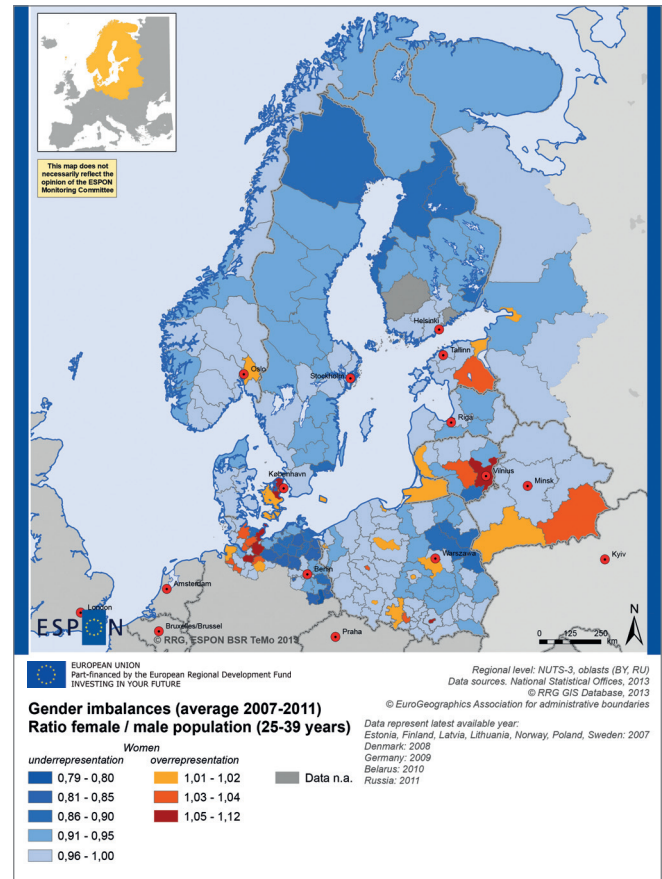 This map does not
necessarily reflect the
opinion of the ESPON
Monitoring Committee
Helsinki
Oslo
Tallinn
Stockholm
Riga
København
Vilnius
Minsk
Warszawa
Berlin
Kyiv
Amsterdam
London
ESPON
Bruxelles/Brussel
Praha
© RRG, ESPON BSR TeMo 2013
N
0 125 250
km
EUROPEAN UNION
Part-financed by the European Regional Development Fund
INVESTING IN YOUR FUTURE
Regional level: NUTS-3, oblasts (BY, RU)
Data sources. National Statistical Offices, 2013
© RRG GIS Database, 2013
© EuroGeographics Association for administrative boundaries
Gender imbalances (average 2007-2011)
Ratio female / male population (25-39 years)
Data represent latest available year:
Estonia, Finland, Latvia, Lithuania, Norway, Poland, Sweden: 2007
Denmark: 2008
Germany: 2009
Belarus: 2010
Russia: 2011
Women
underrepresentation overrepresentation
0,79 - 0,80 1,01 - 1,02 Data n.a.
0,81 - 0,85 1,03 - 1,04
0,86 - 0,90 1,05 - 1,12
0,91 - 0,95
0,96 - 1,00